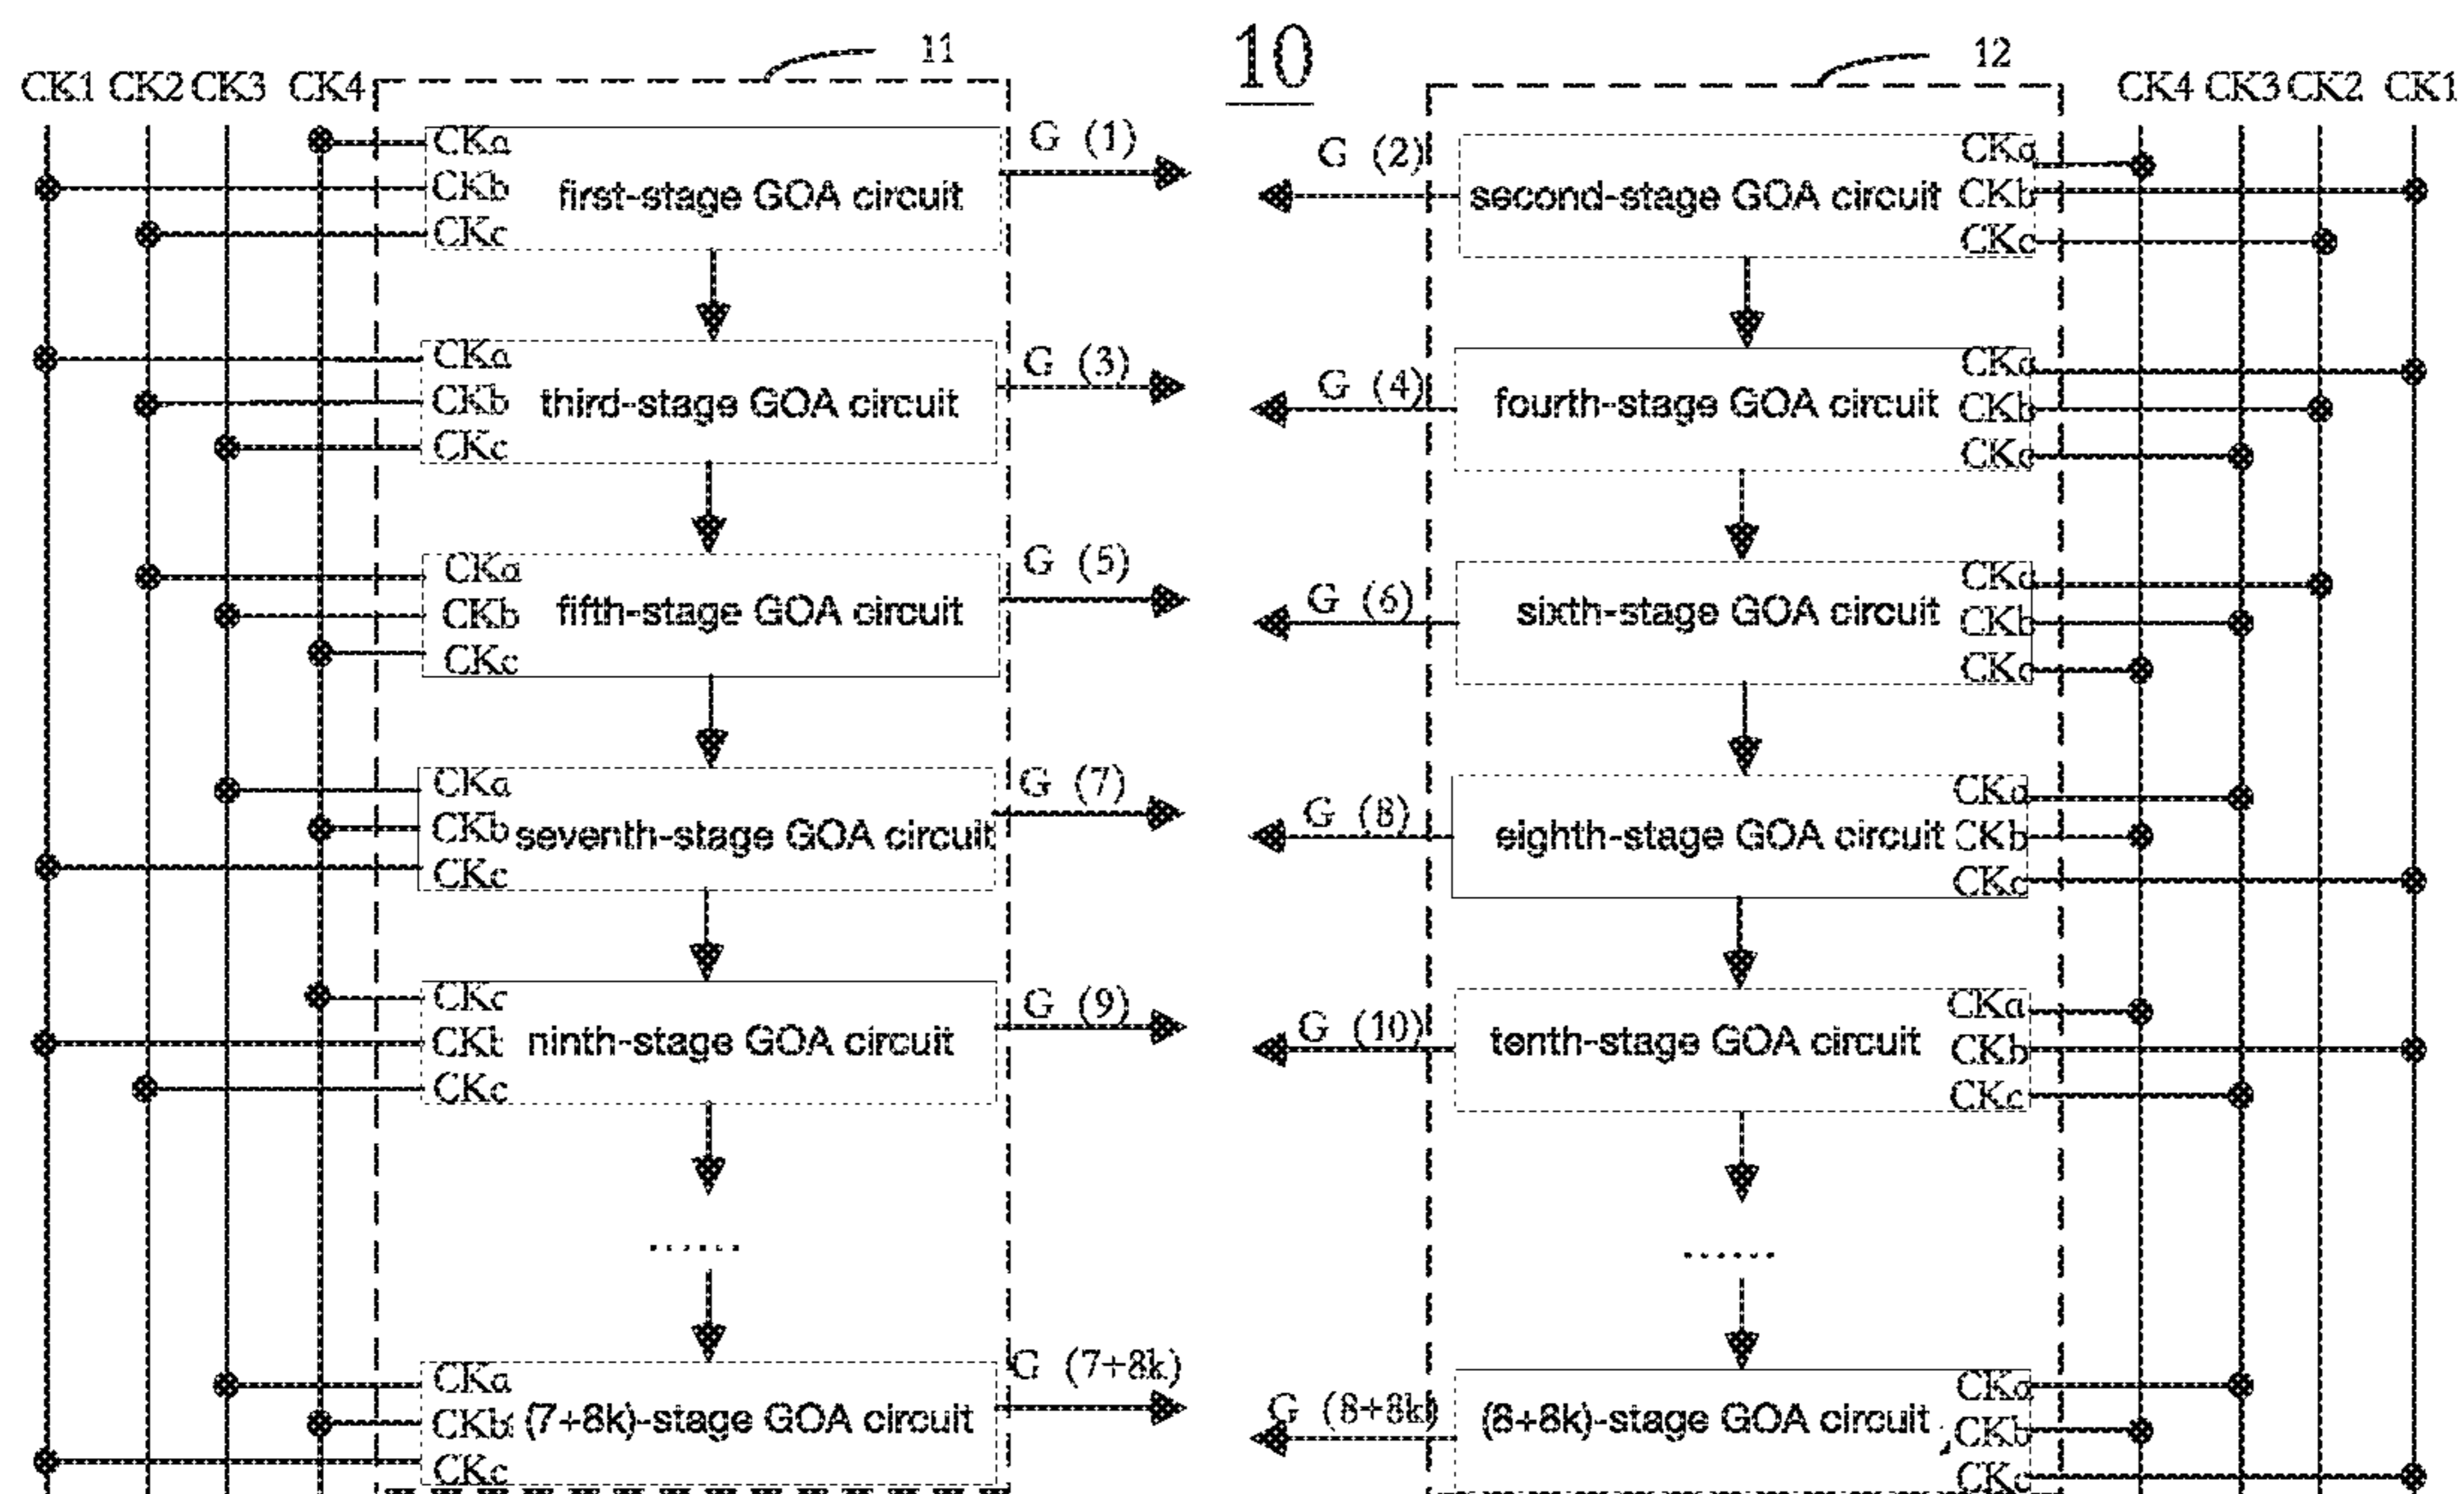 10
11
12
CK1 CK2 CK3 CK4
CK4 CK3 CK2 CK1
CKa
CKb
CKc
first-stage GOA circuit
G (1)
G (2)
second-stage GOA circuit
CKa
CKb
CKc
CKa
CKb
CKc
third-stage GOA circuit
G (3)
G (4)
fourth-stage GOA circuit
CKa
CKb
CKc
CKa
CKb
CKc
fifth-stage GOA circuit
G (5)
G (6)
sixth-stage GOA circuit
CKa
CKb
CKc
CKa
CKb
CKc
seventh-stage GOA circuit
G (7)
G (8)
eighth-stage GOA circuit
CKa
CKb
CKc
CKc
CKb
CKc
ninth-stage GOA circuit
G (9)
G (10)
tenth-stage GOA circuit
CKa
CKb
CKc
......
......
CKa
CKb
CKc
(7+8k)-stage GOA circuit
G (7+8k)
G (8+8k)
(8+8k)-stage GOA circuit
CKa
CKb
CKc